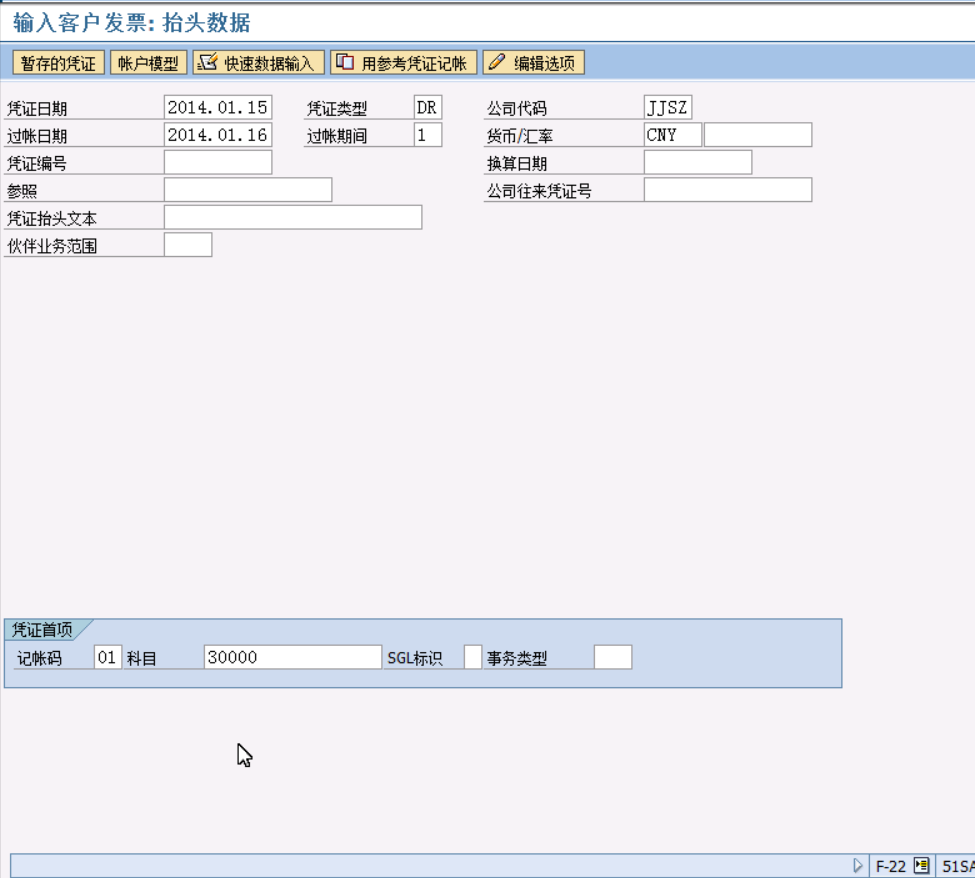 输入客户发票: 抬头数据
暂存的凭证 帐户模型 快速数据输入 用参考凭证记帐 编辑选项
凭证日期 2014.01.15 凭证类型 DR 公司代码 JJSZ
过帐日期 2014.01.16 过帐期间 1 货币/汇率 CNY
凭证编号 换算日期
参照 公司往来凭证号
凭证抬头文本
伙伴业务范围
凭证首项
记帐码 01 科目 30000 SGL标识 事务类型
F-22 51SA